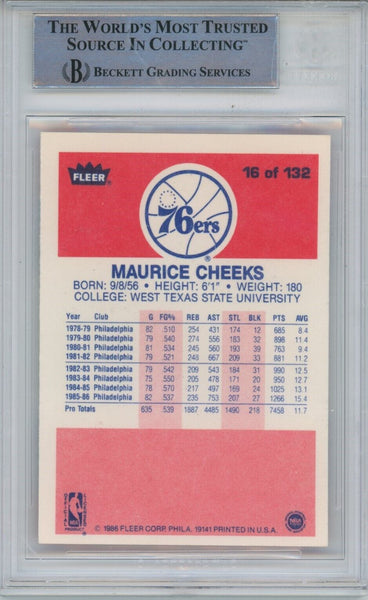 THE WORLD'S MOST TRUSTED
SOURCE IN COLLECTING™
B BECKETT GRADING SERVICES
FLEER
16 of 132
76ers
MAURICE CHEEKS
BORN: 9/8/56 • HEIGHT: 6'1" • WEIGHT: 180
COLLEGE: WEST TEXAS STATE UNIVERSITY
Year Club G FG% REB AST STL BLK PTS AVG
1978-79 Philadelphia 82 .510 254 431 174 12 685 8.4
1979-80 Philadelphia 79 .540 274 556 183 32 898 11.4
1980-81 Philadelphia 81 .534 245 560 193 39 763 9.4
1981-82 Philadelphia 79 .521 248 667 209 33 881 11.2
1982-83 Philadelphia 79 .542 209 543 184 31 990 12.5
1983-84 Philadelphia 75 .550 205 478 171 20 950 12.7
1984-85 Philadelphia 78 .570 217 497 169 24 1025 13.1
1985-86 Philadelphia 82 .537 235 753 207 27 1266 15.4
Pro Totals 635 .539 1887 4485 1490 218 7458 11.7
© 1986 FLEER CORP. PHILA. 19141 PRINTED IN U.S.A.